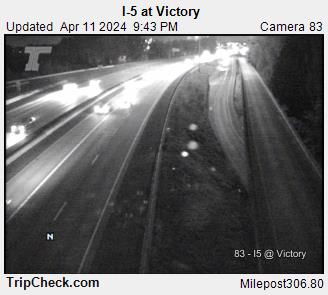 I-5 at Victory
Updated Apr 11 2024 9:43 PM Camera 83
T
N
83 - I5 @ Victory
TripCheck.com Milepost306.80